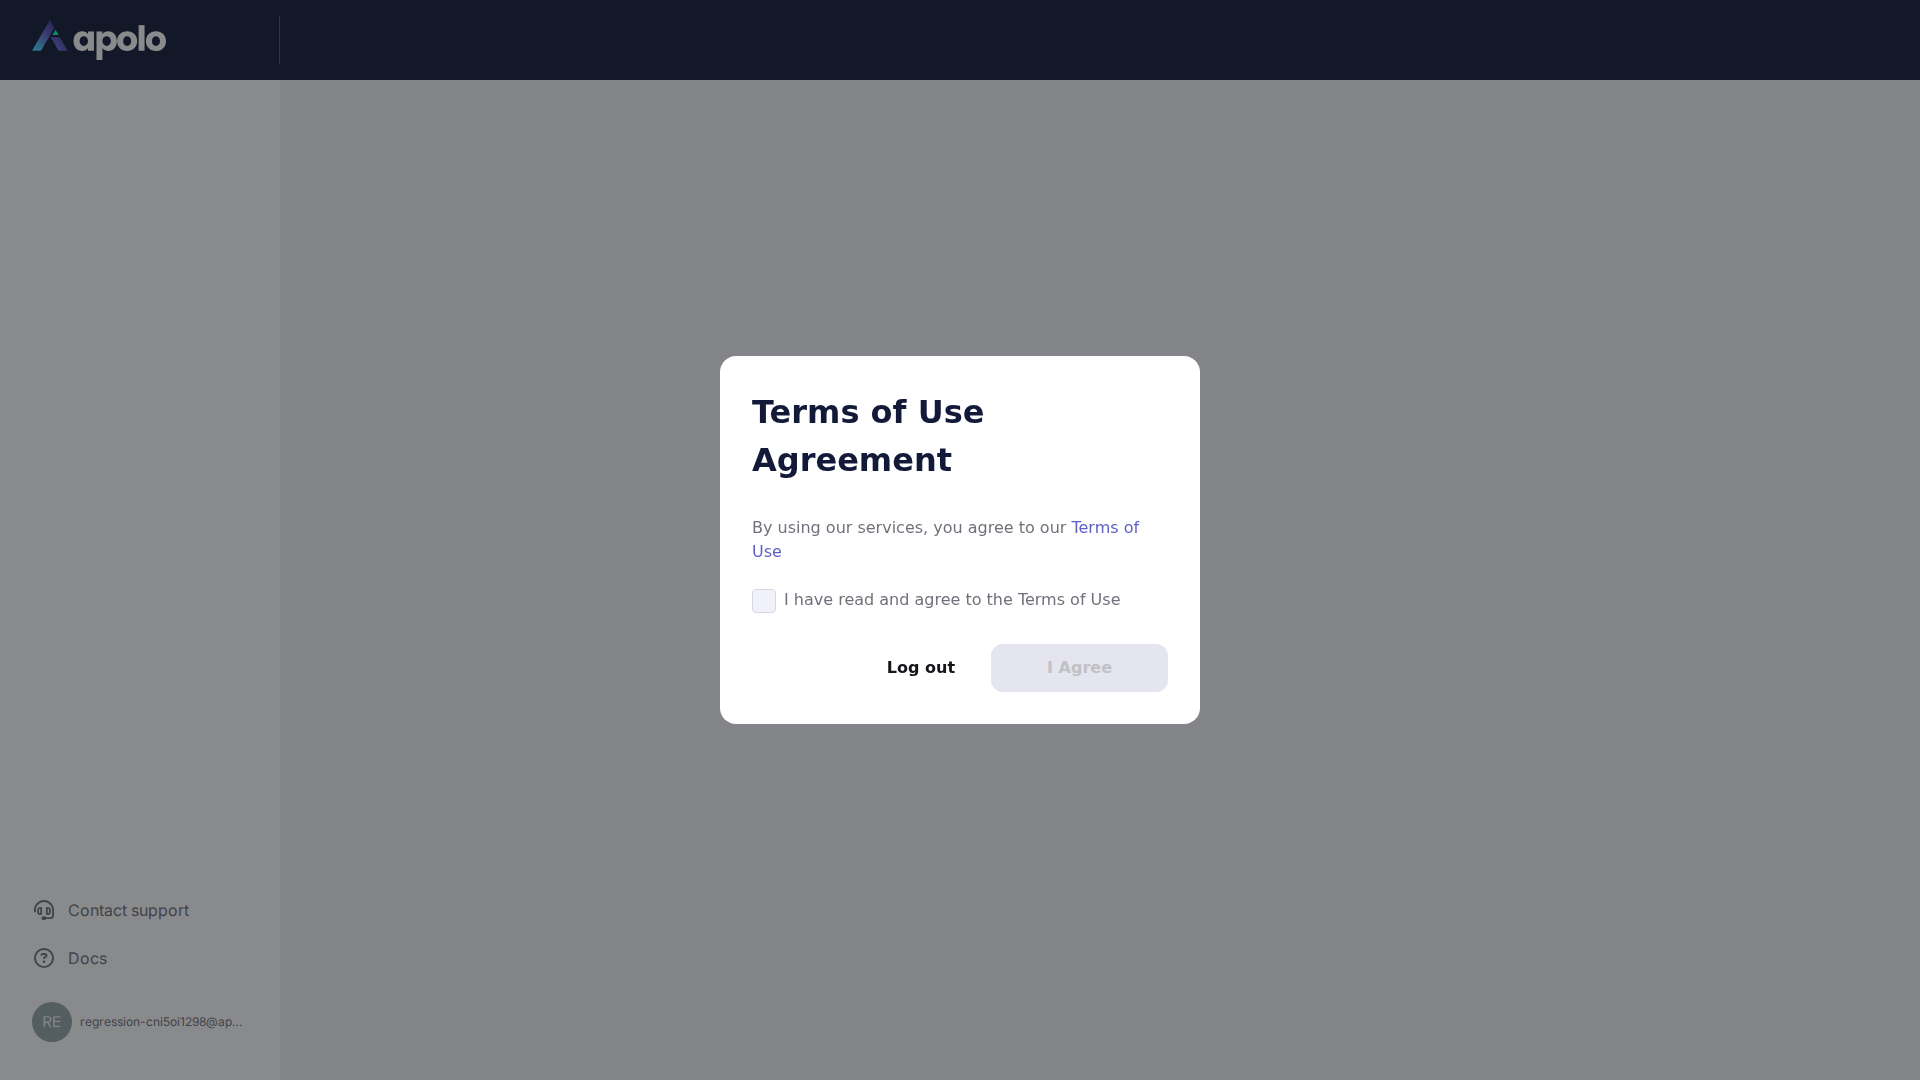 apolo
Terms of Use
Agreement
By using our services, you agree to our Terms of
Use
I have read and agree to the Terms of Use
Log out
I Agree
Contact support
Docs
RE
regression-cni5oi1298@ap...